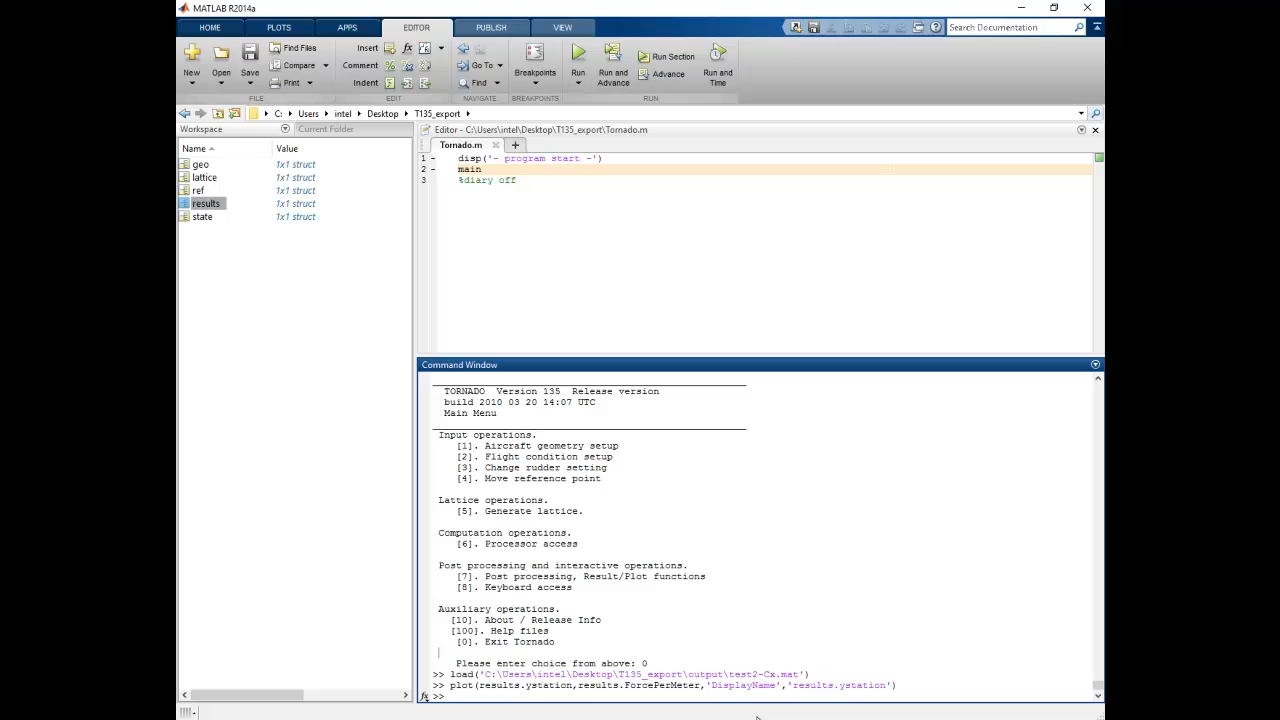 MATLAB R2014a
HOME PLOTS APPS EDITOR PUBLISH VIEW Search Documentation
New Open Save Find Files Compare Print
Insert Comment Indent
Go To Find
Breakpoints
Run Run and Advance Run Section Advance Run and Time
FILE EDIT NAVIGATE BREAKPOINTS RUN
C: Users intel Desktop T135_export
Workspace Current Folder
Name Value
geo 1x1 struct
lattice 1x1 struct
ref 1x1 struct
results 1x1 struct
state 1x1 struct
Editor - C:\Users\intel\Desktop\T135_export\Tornado.m
Tornado.m
1 - disp('- program start -')
2 - main
3 %diary off
Command Window
TORNADO Version 135 Release version
build 2010 03 20 14:07 UTC
Main Menu
Input operations.
[1]. Aircraft geometry setup
[2]. Flight condition setup
[3]. Change rudder setting
[4]. Move reference point
Lattice operations.
[5]. Generate lattice.
Computation operations.
[6]. Processor access
Post processing and interactive operations.
[7]. Post processing, Result/Plot functions
[8]. Keyboard access
Auxiliary operations.
[10]. About / Release Info
[100]. Help files
[0]. Exit Tornado
Please enter choice from above: 0
>> load('C:\Users\intel\Desktop\T135_export\output\test2-Cx.mat')
>> plot(results.ystation,results.ForcePerMeter,'DisplayName','results.ystation')
fx >>